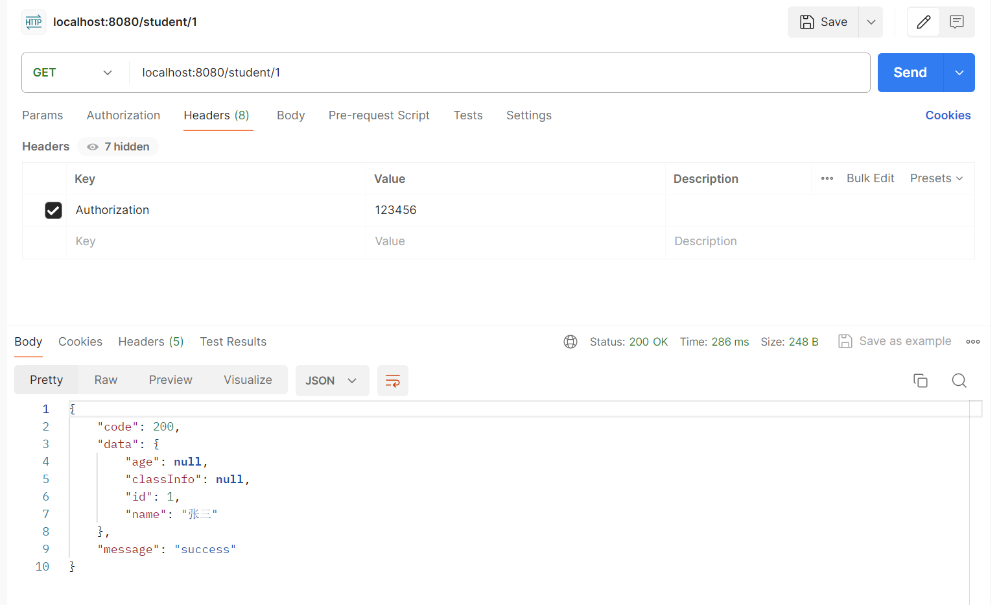 HTTP localhost:8080/student/1 Save
GET localhost:8080/student/1 Send
Params Authorization Headers (8) Body Pre-request Script Tests Settings Cookies
Headers 7 hidden
Key Value Description Bulk Edit Presets
Authorization 123456
Key Value Description
Body Cookies Headers (5) Test Results Status: 200 OK Time: 286 ms Size: 248 B Save as example
Pretty Raw Preview Visualize JSON
1 {
2 "code": 200,
3 "data": {
4 "age": null,
5 "classInfo": null,
6 "id": 1,
7 "name": "张三"
8 },
9 "message": "success"
10 }